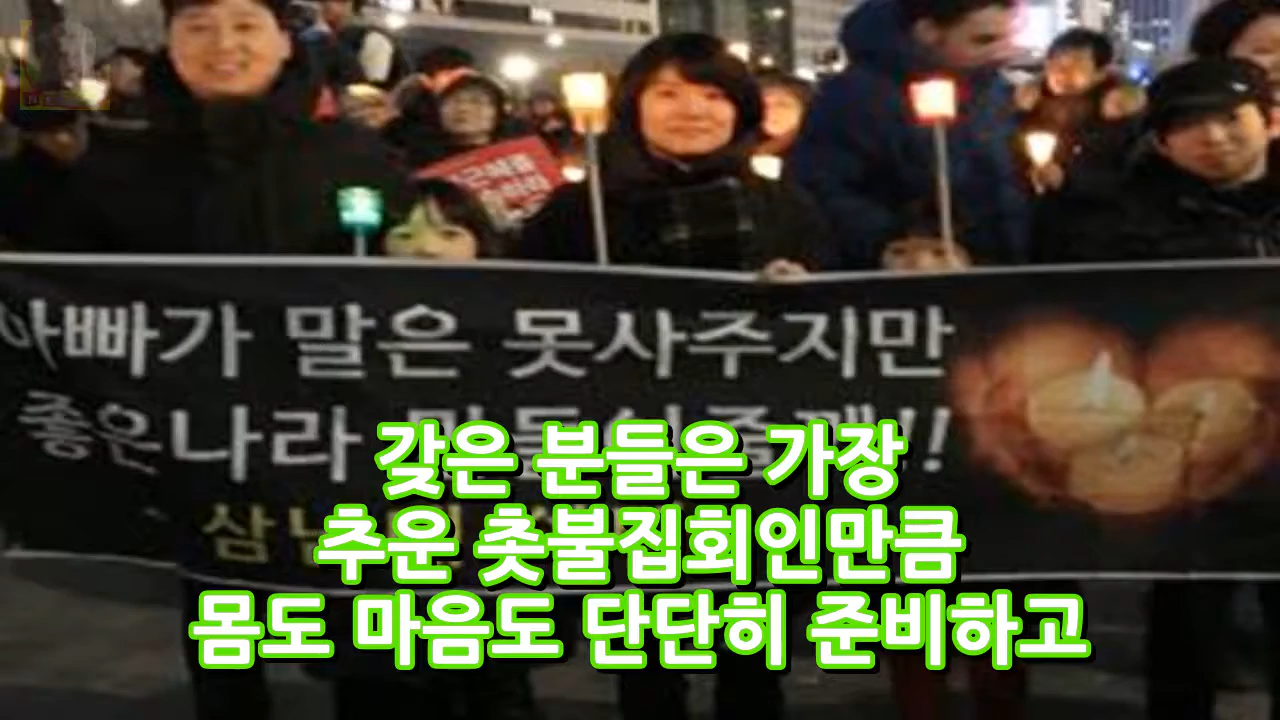 아빠가 말은 못사주지만
좋은나라
갖은 분들은 가장
추운 촛불집회인만큼
몸도 마음도 단단히 준비하고